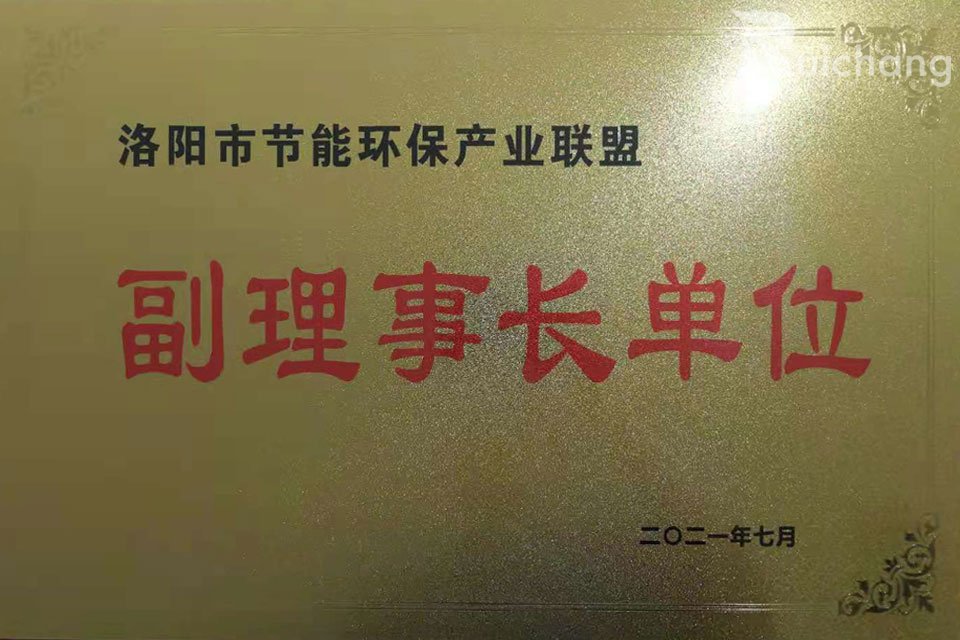 洛阳市节能环保产业联盟
副理事长单位
二〇二一年七月